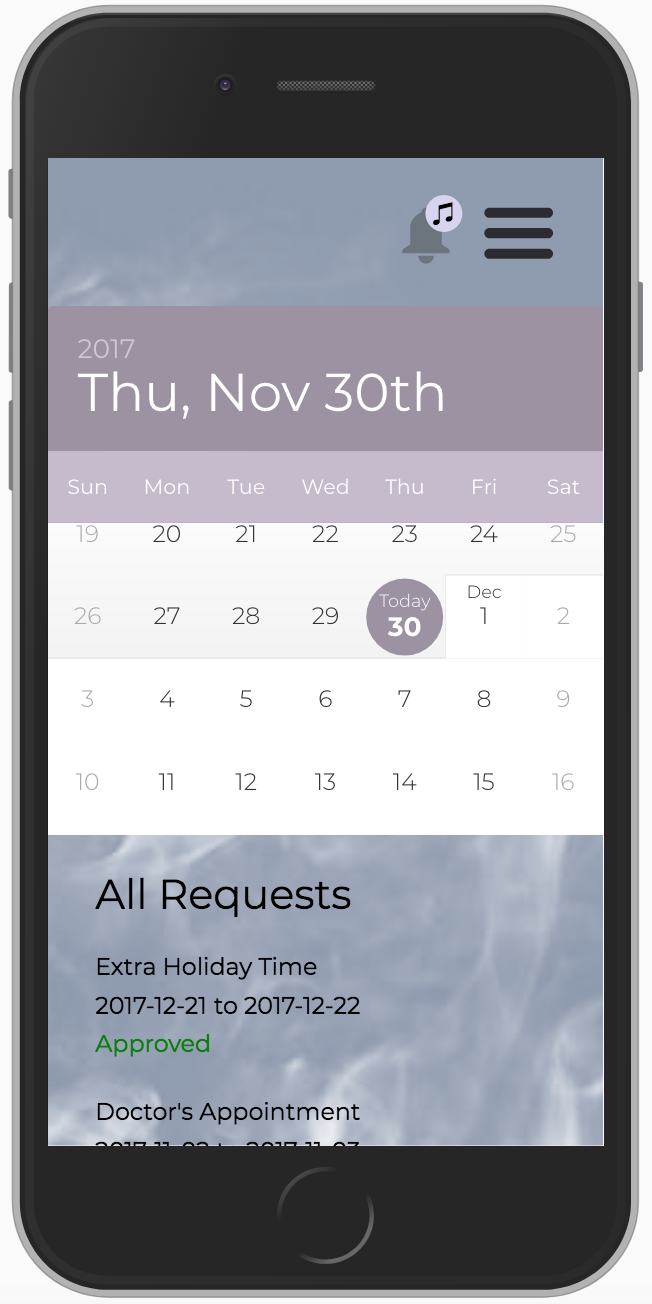 2017
Thu, Nov 30th
Sun Mon Tue Wed Thu Fri Sat
19 20 21 22 23 24 25
26 27 28 29 Today 30 Dec 1 2
3 4 5 6 7 8 9
10 11 12 13 14 15 16
All Requests
Extra Holiday Time
2017-12-21 to 2017-12-22
Approved
Doctor's Appointment